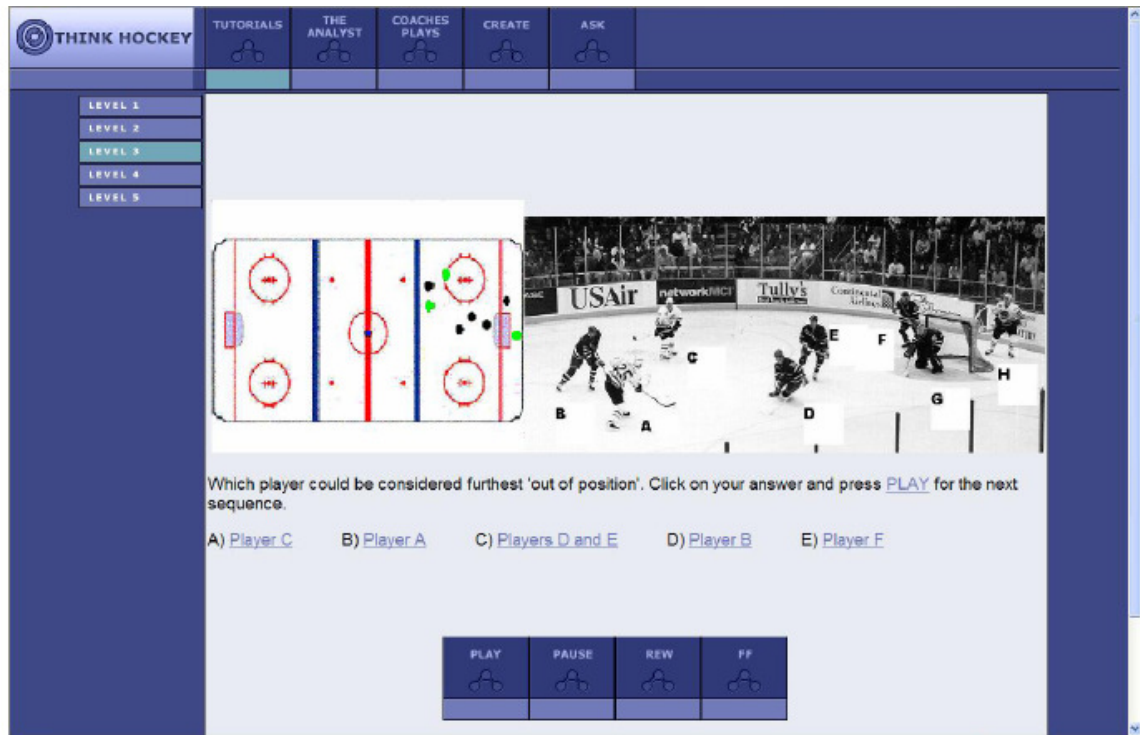 THINK HOCKEY
TUTORIALS
THE
ANALYST
COACHES
PLAYS
CREATE
ASK
LEVEL 1
LEVEL 2
LEVEL 3
LEVEL 4
LEVEL 5
USAir
networkMCI
Tully's
Continental
Airlines
A
B
C
D
E
F
G
H
Which player could be considered furthest 'out of position'. Click on your answer and press PLAY for the next
sequence.
A) Player C B) Player A C) Players D and E D) Player B E) Player F
PLAY
PAUSE
REW
FF